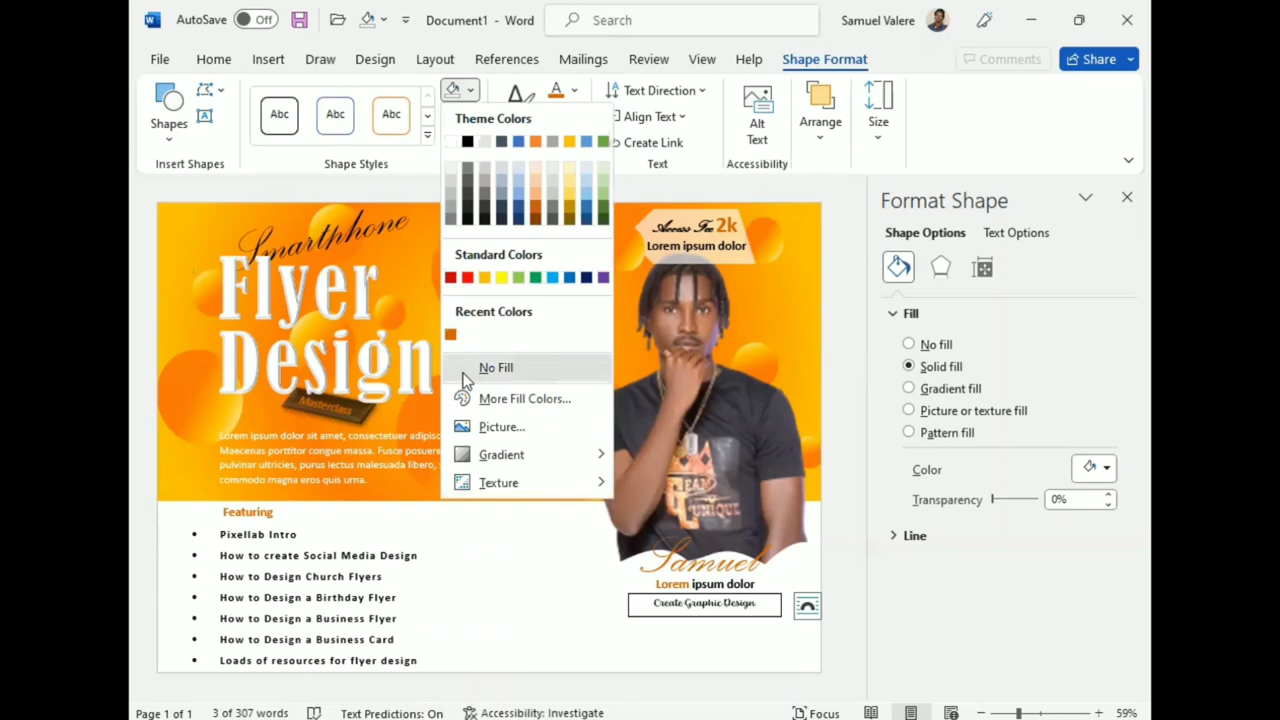 AutoSave Off Document1 - Word Search Samuel Valere
File Home Insert Draw Design Layout References Mailings Review View Help Shape Format Comments Share
Shapes
Abc Abc Abc
Text Direction
Align Text
Create Link
Alt
Text
Arrange
Size
Insert Shapes Shape Styles Text Accessibility
Theme Colors
Standard Colors
Recent Colors
No Fill
More Fill Colors...
Picture...
Gradient
Texture
Smartphone
Flyer
Design
Masterclass
Lorem ipsum dolor sit amet, consectetuer adipisc
Maecenas porttitor congue massa. Fusce posuere
pulvinar ultricies, purus lectus malesuada libero,
commodo magna eros quis urna.
Featuring
• Pixellab Intro
• How to create Social Media Design
• How to Design Church Flyers
• How to Design a Birthday Flyer
• How to Design a Business Flyer
• How to Design a Business Card
• Loads of resources for flyer design
Access Fee 2k
Lorem ipsum dolor
TEAM
UNIQUE
Samuel
Lorem ipsum dolor
Create Graphic Design
Format Shape
Shape Options Text Options
Fill
No fill
Solid fill
Gradient fill
Picture or texture fill
Pattern fill
Color
Transparency 0%
Line
Page 1 of 1 3 of 307 words Text Predictions: On Accessibility: Investigate Focus 59%